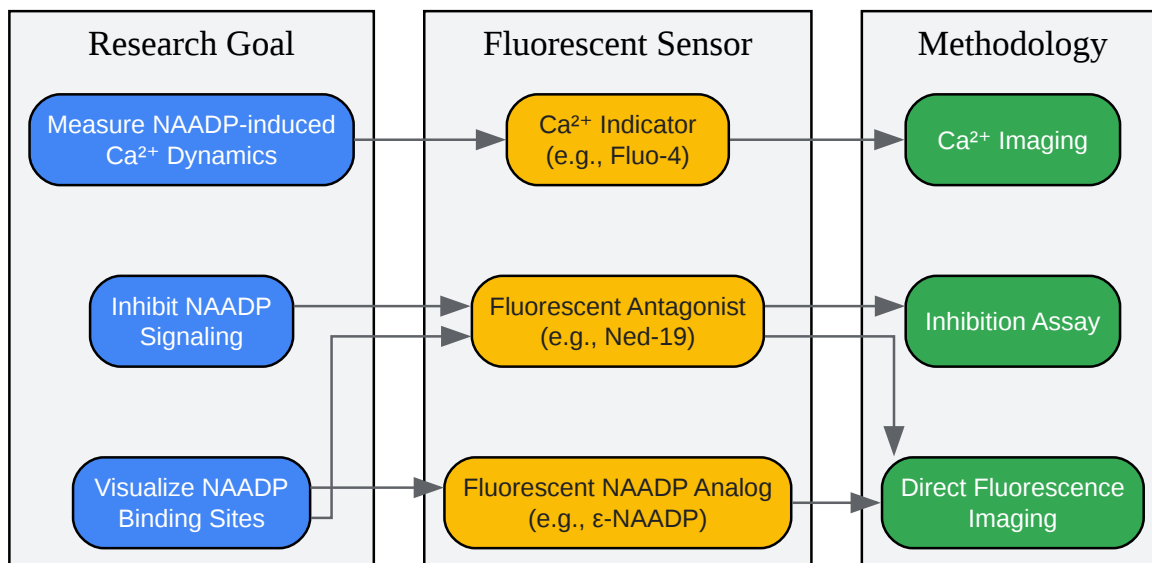 Research Goal
Measure NAADP-induced
Ca²⁺ Dynamics
Inhibit NAADP
Signaling
Visualize NAADP
Binding Sites
Fluorescent Sensor
Ca²⁺ Indicator
(e.g., Fluo-4)
Fluorescent Antagonist
(e.g., Ned-19)
Fluorescent NAADP Analog
(e.g., ε-NAADP)
Methodology
Ca²⁺ Imaging
Inhibition Assay
Direct Fluorescence
Imaging